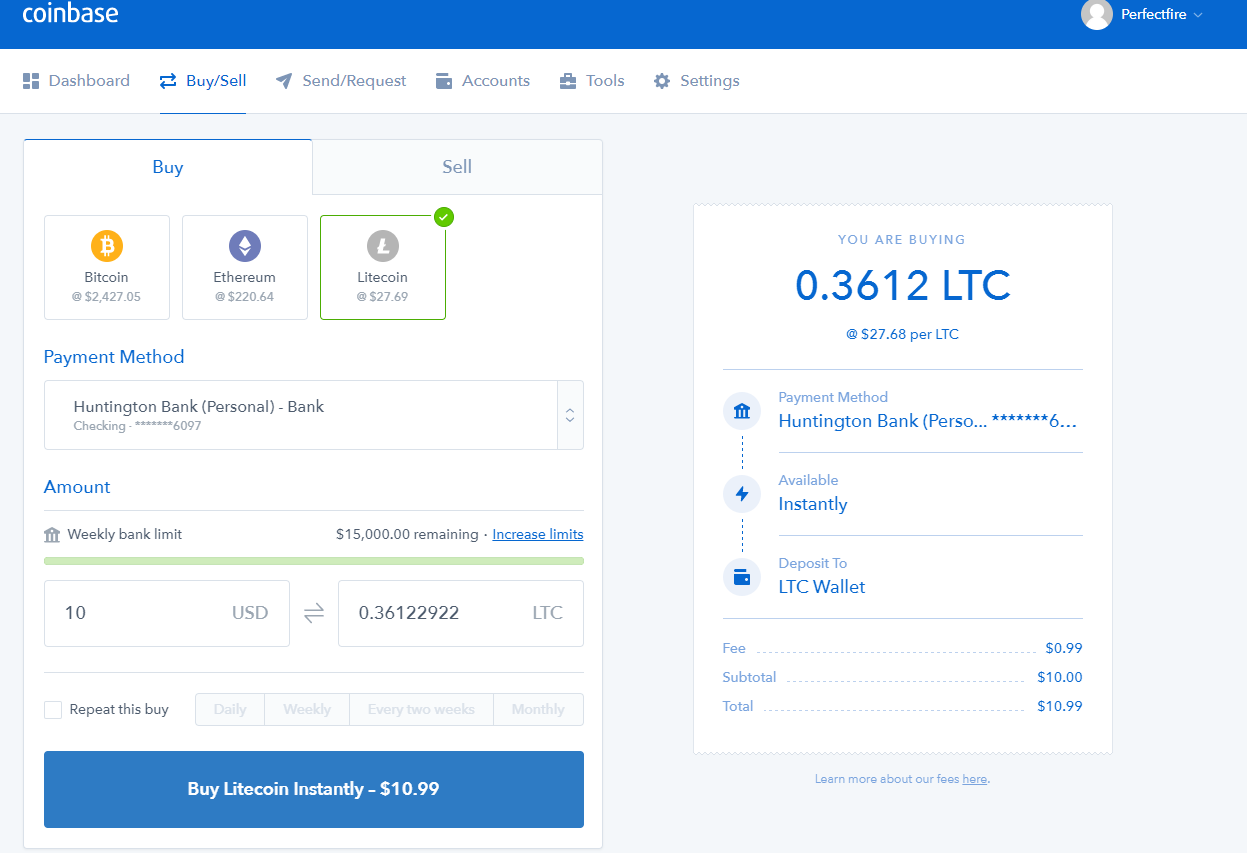 coinbase
Perfectfire
Dashboard
Buy/Sell
Send/Request
Accounts
Tools
Settings
Buy
Sell
Bitcoin
@ $2,427.05
Ethereum
@ $220.64
Litecoin
@ $27.69
Payment Method
Huntington Bank (Personal) - Bank
Checking - *******6097
Amount
Weekly bank limit
$15,000.00 remaining · Increase limits
10 USD
0.36122922 LTC
Repeat this buy
Daily
Weekly
Every two weeks
Monthly
Buy Litecoin Instantly – $10.99
YOU ARE BUYING
0.3612 LTC
@ $27.68 per LTC
Payment Method
Huntington Bank (Perso... *******6...
Available
Instantly
Deposit To
LTC Wallet
Fee $0.99
Subtotal $10.00
Total $10.99
Learn more about our fees here.